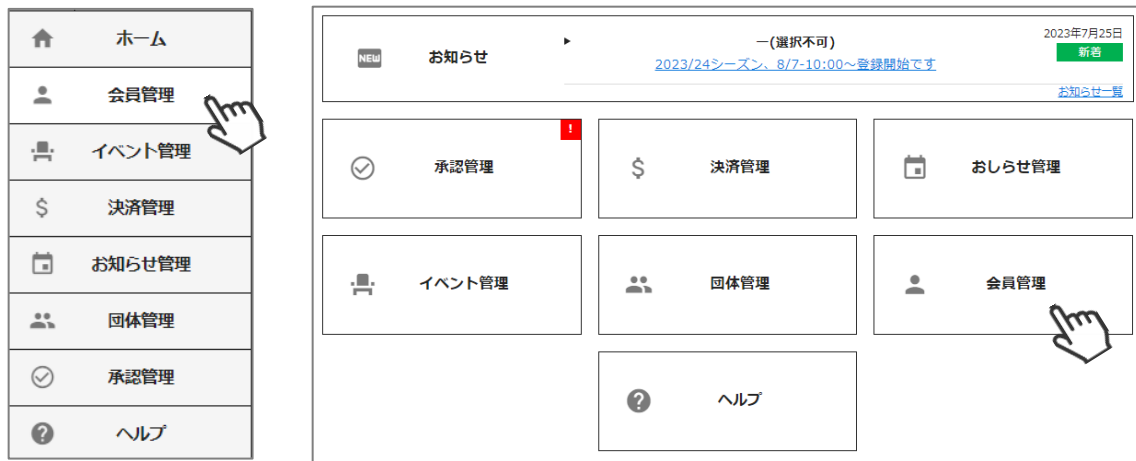 ホーム
会員管理
イベント管理
決済管理
お知らせ管理
団体管理
承認管理
ヘルプ
NEW
お知らせ
ー(選択不可)
2023/24シーズン、8/7-10:00～登録開始です
2023年7月25日
新着
お知らせ一覧
承認管理
!
決済管理
おしらせ管理
イベント管理
団体管理
会員管理
ヘルプ